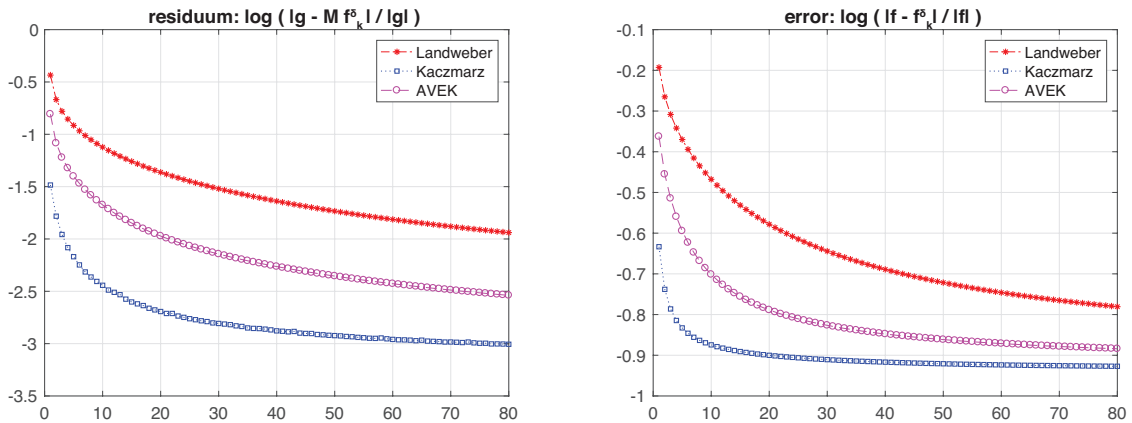 residuum: log ( |g - M f^δ_k| / |g| )
0
-0.5
-1
-1.5
-2
-2.5
-3
-3.5
0 10 20 30 40 50 60 70 80
Landweber
Kaczmarz
AVEK
error: log ( |f - f^δ_k| / |f| )
-0.1
-0.2
-0.3
-0.4
-0.5
-0.6
-0.7
-0.8
-0.9
-1
0 10 20 30 40 50 60 70 80
Landweber
Kaczmarz
AVEK